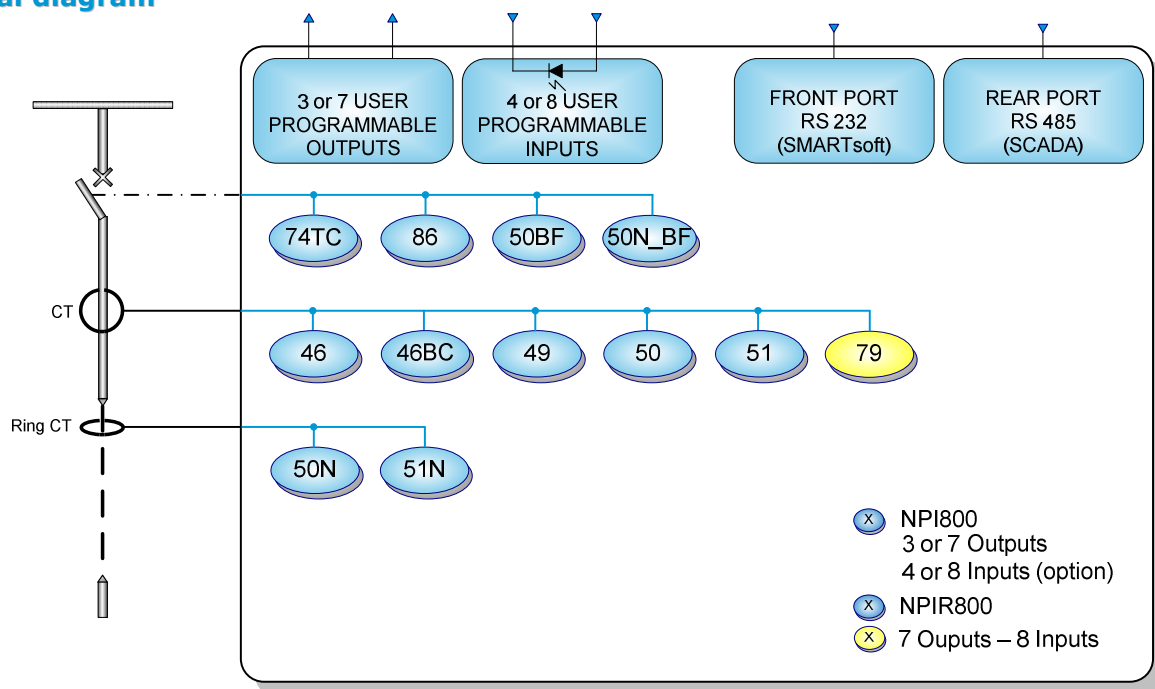 al diagram
3 or 7 USER
PROGRAMMABLE
OUTPUTS
4 or 8 USER
PROGRAMMABLE
INPUTS
FRONT PORT
RS 232
(SMARTsoft)
REAR PORT
RS 485
(SCADA)
74TC
86
50BF
50N_BF
CT
46
46BC
49
50
51
79
Ring CT
50N
51N
X NPI800
3 or 7 Outputs
4 or 8 Inputs (option)
X NPIR800
X 7 Ouputs – 8 Inputs